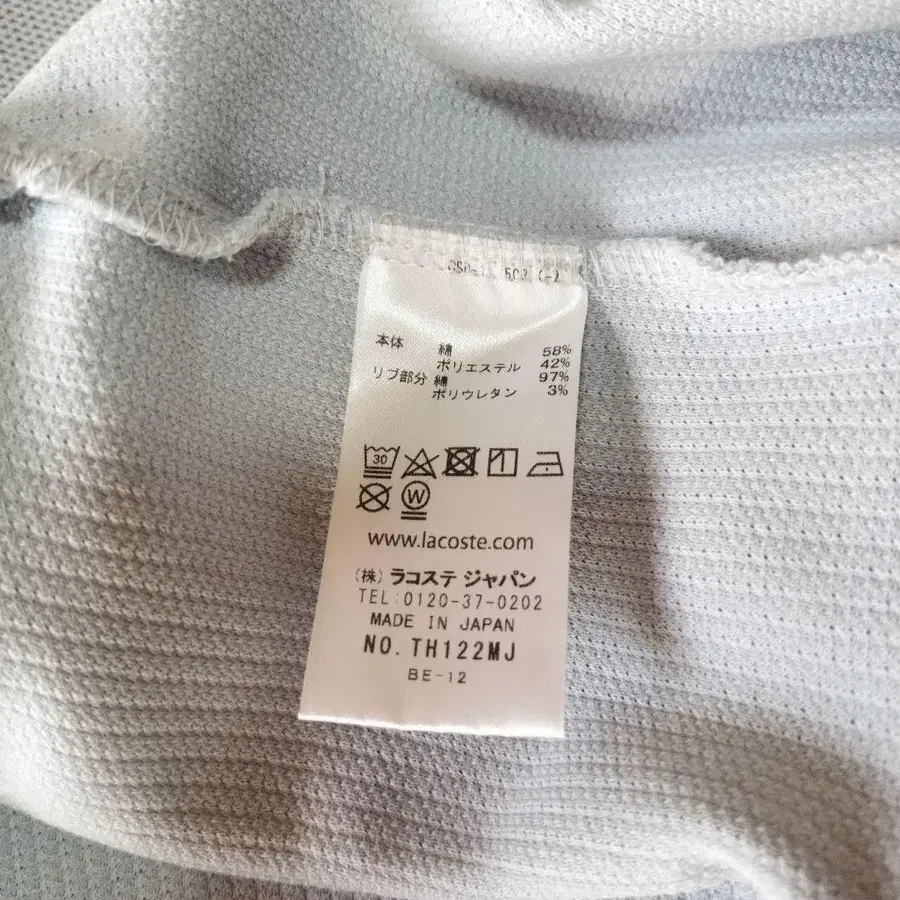 本体 綿 58%
ポリエステル 42%
リブ部分 綿 97%
ポリウレタン 3%
30
W
www.lacoste.com
(株) ラコステ ジャパン
TEL:0120-37-0202
MADE IN JAPAN
NO. TH122MJ
BE-12